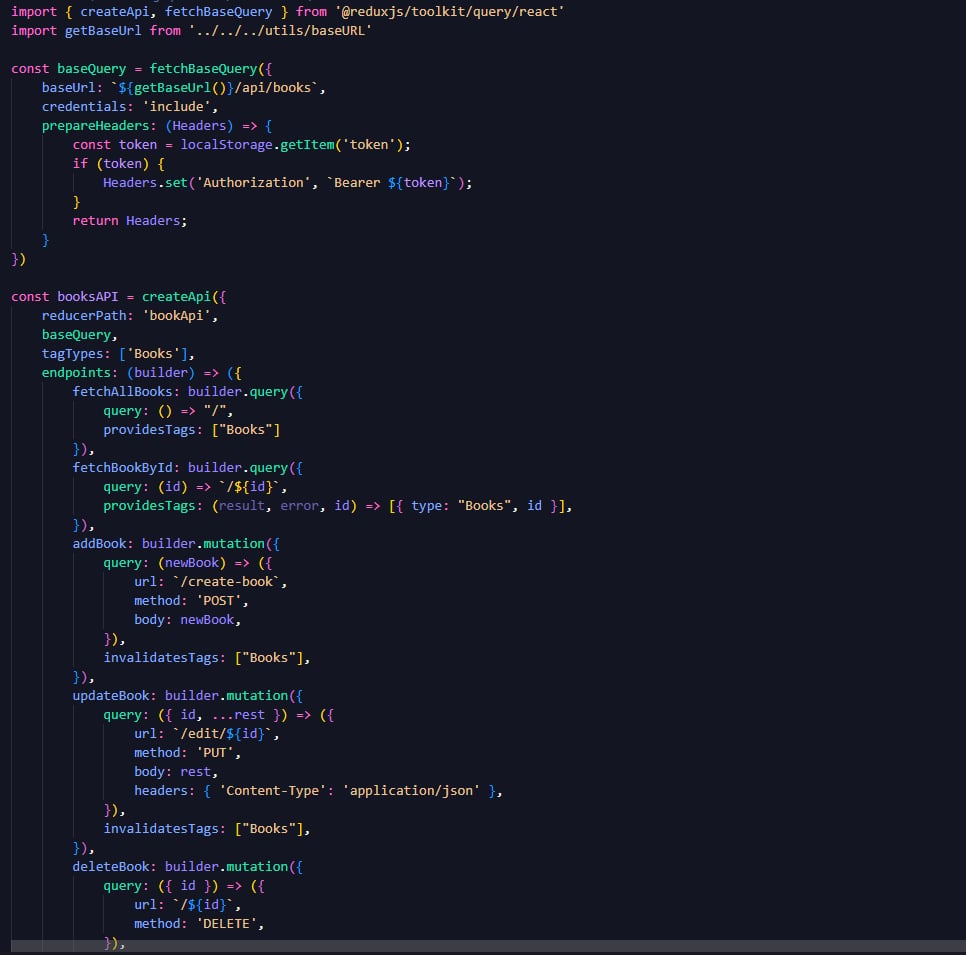 import { createApi, fetchBaseQuery } from '@reduxjs/toolkit/query/react'
import getBaseUrl from '../../../utils/baseURL'

const baseQuery = fetchBaseQuery({
    baseUrl: `${getBaseUrl()}/api/books`,
    credentials: 'include',
    prepareHeaders: (Headers) => {
        const token = localStorage.getItem('token');
        if (token) {
            Headers.set('Authorization', `Bearer ${token}`);
        }
        return Headers;
    }
})

const booksAPI = createApi({
    reducerPath: 'bookApi',
    baseQuery,
    tagTypes: ['Books'],
    endpoints: (builder) => ({
        fetchAllBooks: builder.query({
            query: () => "/",
            providesTags: ["Books"]
        }),
        fetchBookById: builder.query({
            query: (id) => `/${id}`,
            providesTags: (result, error, id) => [{ type: "Books", id }],
        }),
        addBook: builder.mutation({
            query: (newBook) => ({
                url: `/create-book`,
                method: 'POST',
                body: newBook,
            }),
            invalidatesTags: ["Books"],
        }),
        updateBook: builder.mutation({
            query: ({ id, ...rest }) => ({
                url: `/edit/${id}`,
                method: 'PUT',
                body: rest,
                headers: { 'Content-Type': 'application/json' },
            }),
            invalidatesTags: ["Books"],
        }),
        deleteBook: builder.mutation({
            query: ({ id }) => ({
                url: `/${id}`,
                method: 'DELETE',
            }),